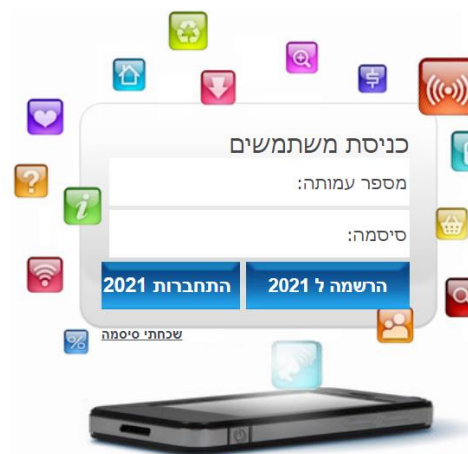 כניסת משתמשים
מספר עמותה:
סיסמה:
הרשמה ל 2021
התחברות 2021
שכחתי סיסמה